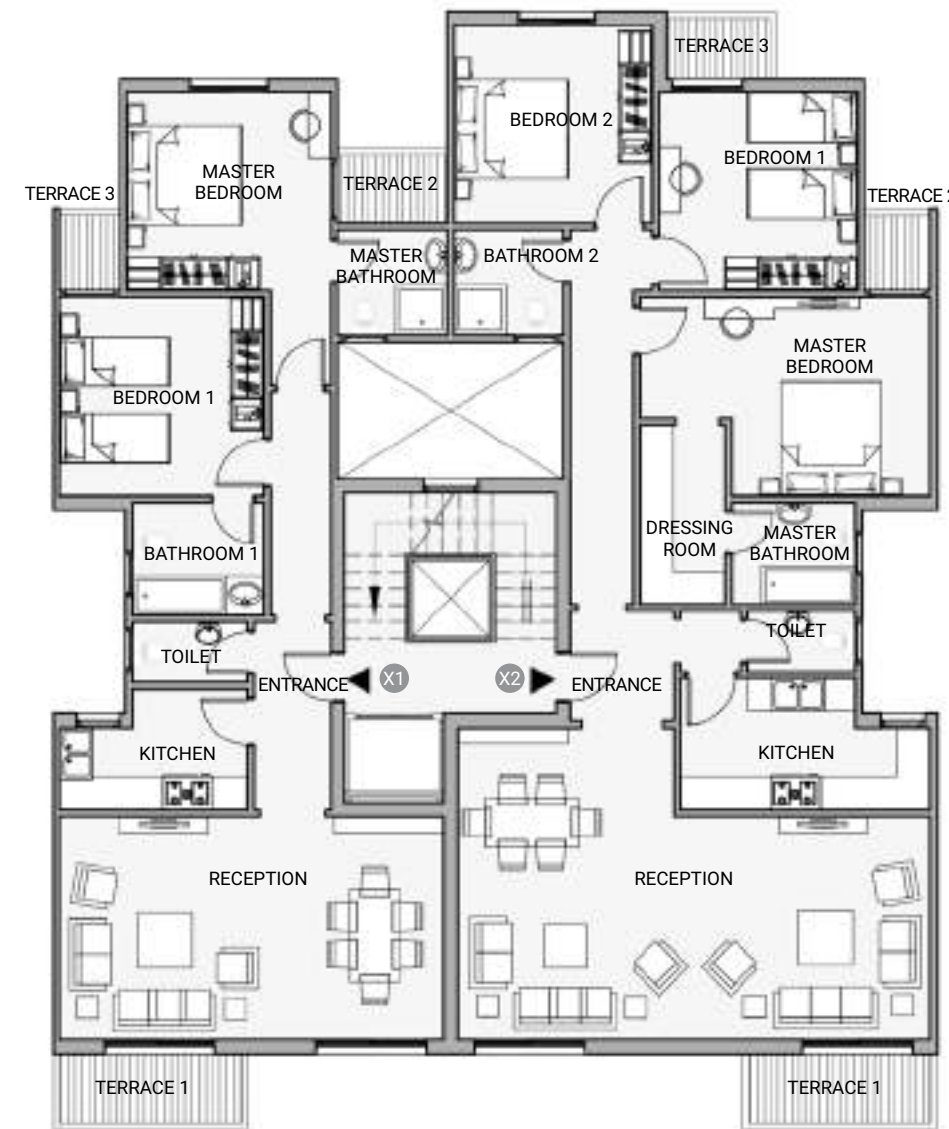 TERRACE 3
BEDROOM 2
BEDROOM 1
MASTER
BEDROOM
TERRACE 2
TERRACE 3
TERRACE 2
MASTER
BATHROOM
BATHROOM 2
MASTER
BEDROOM
BEDROOM 1
DRESSING
ROOM
MASTER
BATHROOM
BATHROOM 1
TOILET
TOILET
ENTRANCE
X1
X2
ENTRANCE
KITCHEN
KITCHEN
RECEPTION
RECEPTION
TERRACE 1
TERRACE 1